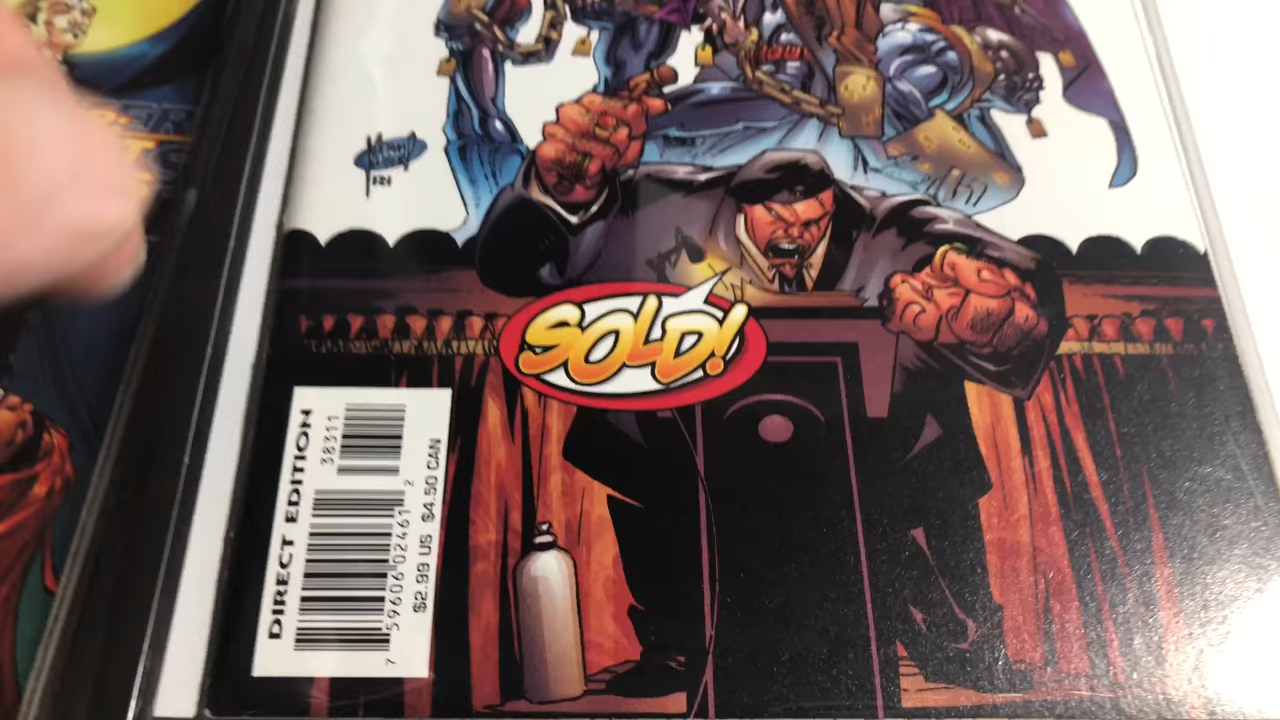 SOLD!
DIRECT EDITION
38311
7 59606 02461 2
$2.99 US $4.50 CAN